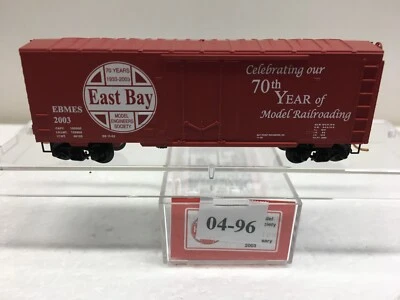 70 YEARS
1933-2003
East Bay
MODEL
ENGINEERS
SOCIETY
EBMES
2003
Celebrating our
70th
YEAR of
Model Railroading
04-96
2003